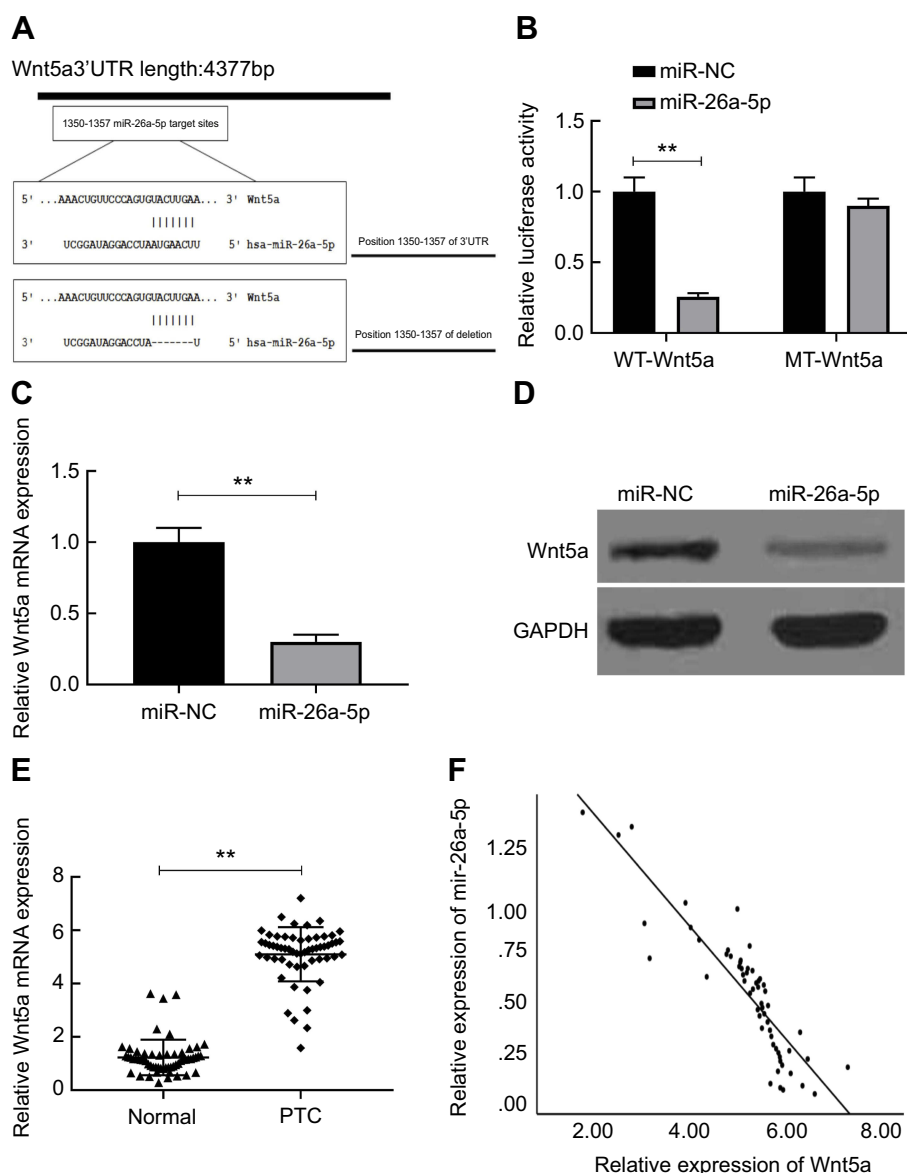 A
Wnt5a3'UTR length:4377bp
1350-1357 miR-26a-5p target sites
5' ...AAACUGUUCCCAGUGUACUUGAA... 3' Wnt5a
|||||||
3' UCGGAUAGGACCUAAUGAACUU 5' hsa-miR-26a-5p
Position 1350-1357 of 3'UTR
5' ...AAACUGUUCCCAGUGUACUUGAA... 3' Wnt5a
|||||||
3' UCGGAUAGGACCUA-------U 5' hsa-miR-26a-5p
Position 1350-1357 of deletion
B
miR-NC
miR-26a-5p
Relative luciferase activity
1.5
1.0
0.5
0.0
**
WT-Wnt5a MT-Wnt5a
C
Relative Wnt5a mRNA expression
1.5
1.0
0.5
0.0
**
miR-NC miR-26a-5p
D
miR-NC miR-26a-5p
Wnt5a
GAPDH
E
Relative Wnt5a mRNA expression
8
6
4
2
0
**
Normal PTC
F
Relative expression of mir-26a-5p
1.25
1.00
.75
.50
.25
.00
2.00 4.00 6.00 8.00
Relative expression of Wnt5a